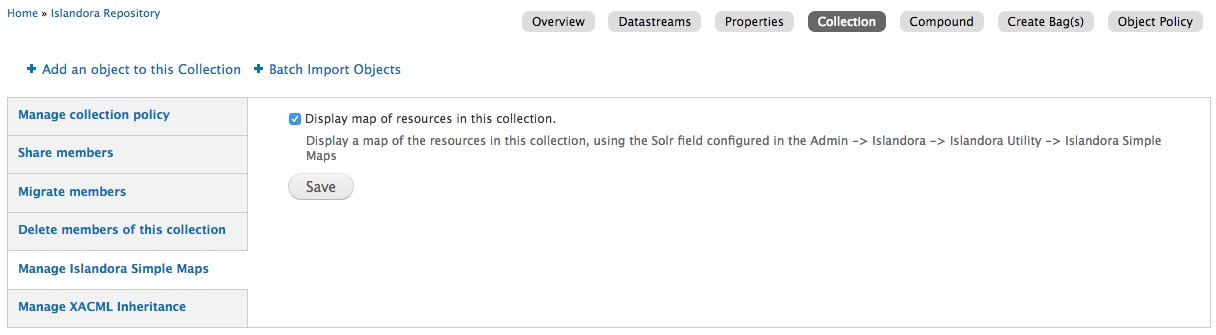 Home » Islandora Repository
Overview Datastreams Properties Collection Compound Create Bag(s) Object Policy
+ Add an object to this Collection + Batch Import Objects
Manage collection policy
Share members
Migrate members
Delete members of this collection
Manage Islandora Simple Maps
Manage XACML Inheritance
Display map of resources in this collection.
Display a map of the resources in this collection, using the Solr field configured in the Admin -> Islandora -> Islandora Utility -> Islandora Simple
Maps
Save